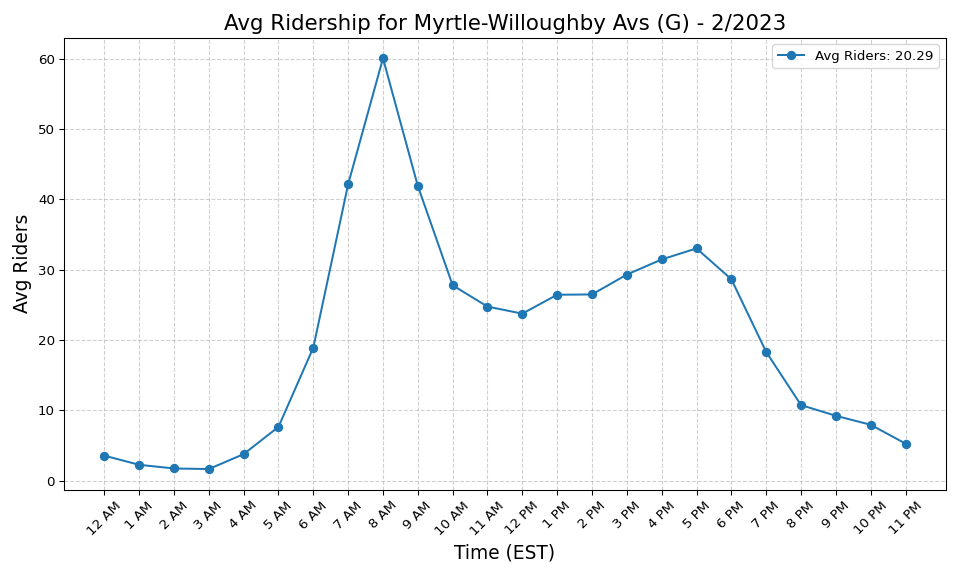 Avg Ridership for Myrtle-Willoughby Avs (G) - 2/2023
Avg Riders: 20.29
Avg Riders
60
50
40
30
20
10
0
12 AM
1 AM
2 AM
3 AM
4 AM
5 AM
6 AM
7 AM
8 AM
9 AM
10 AM
11 AM
12 PM
1 PM
2 PM
3 PM
4 PM
5 PM
6 PM
7 PM
8 PM
9 PM
10 PM
11 PM
Time (EST)